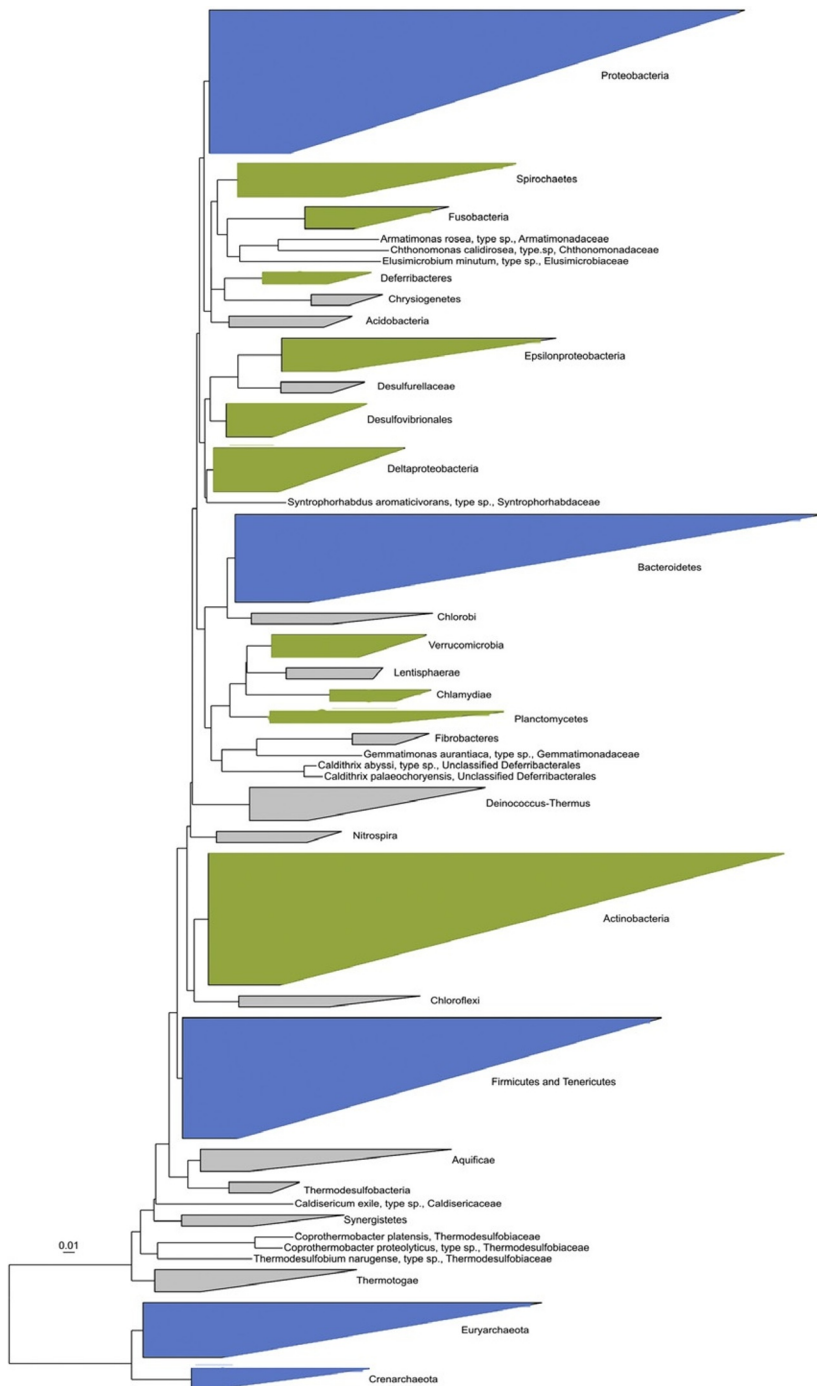 Proteobacteria
Spirochaetes
Fusobacteria
Armatimonas rosea, type sp., Armatimonadaceae
Chthonomonas calidirosea, type.sp, Chthonomonadaceae
Elusimicrobium minutum, type sp., Elusimicrobiaceae
Deferribacteres
Chrysiogenetes
Acidobacteria
Epsilonproteobacteria
Desulfurellaceae
Desulfovibrionales
Deltaproteobacteria
Syntrophorhabdus aromaticivorans, type sp., Syntrophorhabdaceae
Bacteroidetes
Chlorobi
Verrucomicrobia
Lentisphaerae
Chlamydiae
Planctomycetes
Fibrobacteres
Gemmatimonas aurantiaca, type sp., Gemmatimonadaceae
Caldithrix abyssi, type sp., Unclassified Deferribacterales
Caldithrix palaeochoryensis, Unclassified Deferribacterales
Deinococcus-Thermus
Nitrospira
Actinobacteria
Chloroflexi
Firmicutes and Tenericutes
Aquificae
Thermodesulfobacteria
Caldisericum exile, type sp., Caldisericaceae
Synergistetes
Coprothermobacter platensis, Thermodesulfobiaceae
0.01
Coprothermobacter proteolyticus, type sp., Thermodesulfobiaceae
Thermodesulfobium narugense, type sp., Thermodesulfobiaceae
Thermotogae
Euryarchaeota
Crenarchaeota